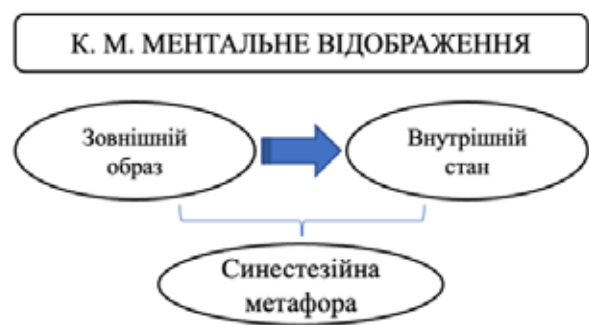 К. М. МЕНТАЛЬНЕ ВІДОБРАЖЕННЯ
Зовнішній
образ
Внутрішній
стан
Синестезійна
метафора